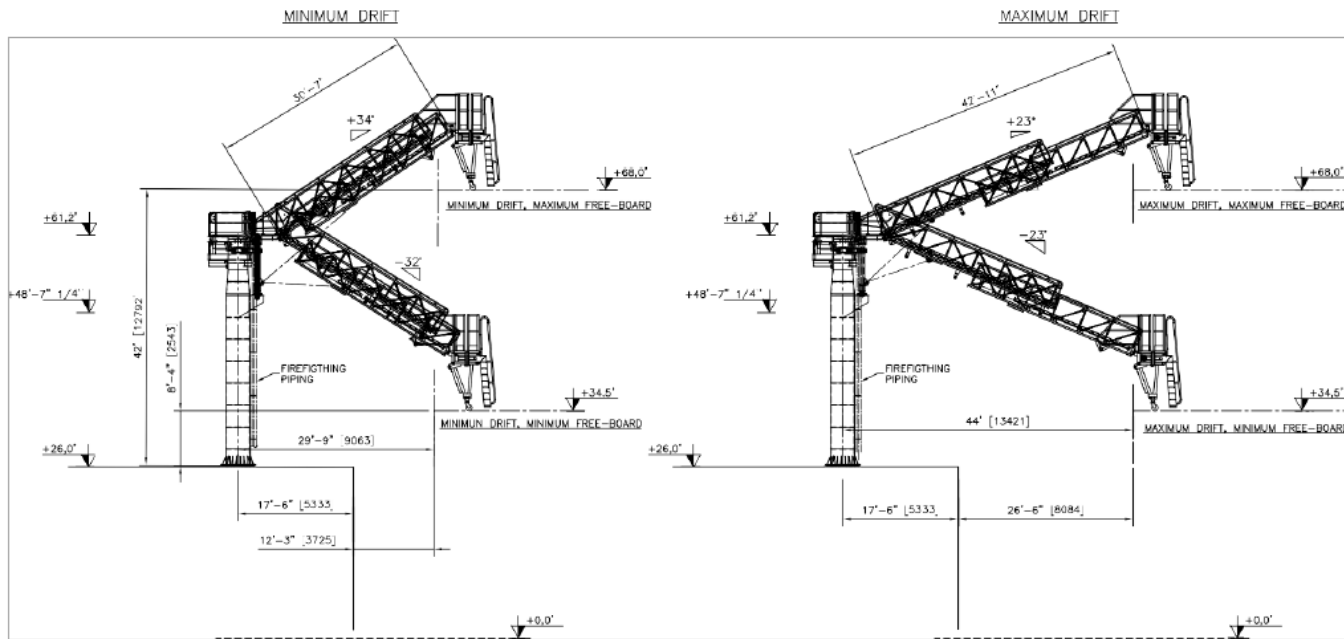 MINIMUM DRIFT
30'-7"
+34°
+68,0'
MINIMUM DRIFT, MAXIMUM FREE-BOARD
+61,2'
-32°
+48'-7" 1/4"
42' [12792]
8'-4" [2543]
FIREFIGTHING
PIPING
+34,5'
MINIMUN DRIFT, MINIMUM FREE-BOARD
29'-9" [9063]
+26,0'
17'-6" [5333]
12'-3" [3725]
+0,0'
MAXIMUM DRIFT
42'-11"
+23°
+68,0'
MAXIMUM DRIFT, MAXIMUM FREE-BOARD
+61,2'
-23°
+48'-7" 1/4"
FIREFIGTHING
PIPING
+34,5'
44' [13421]
MAXIMUM DRIFT, MINIMUM FREE-BOARD
+26,0'
17'-6" [5333]
26'-6" [8084]
+0,0'